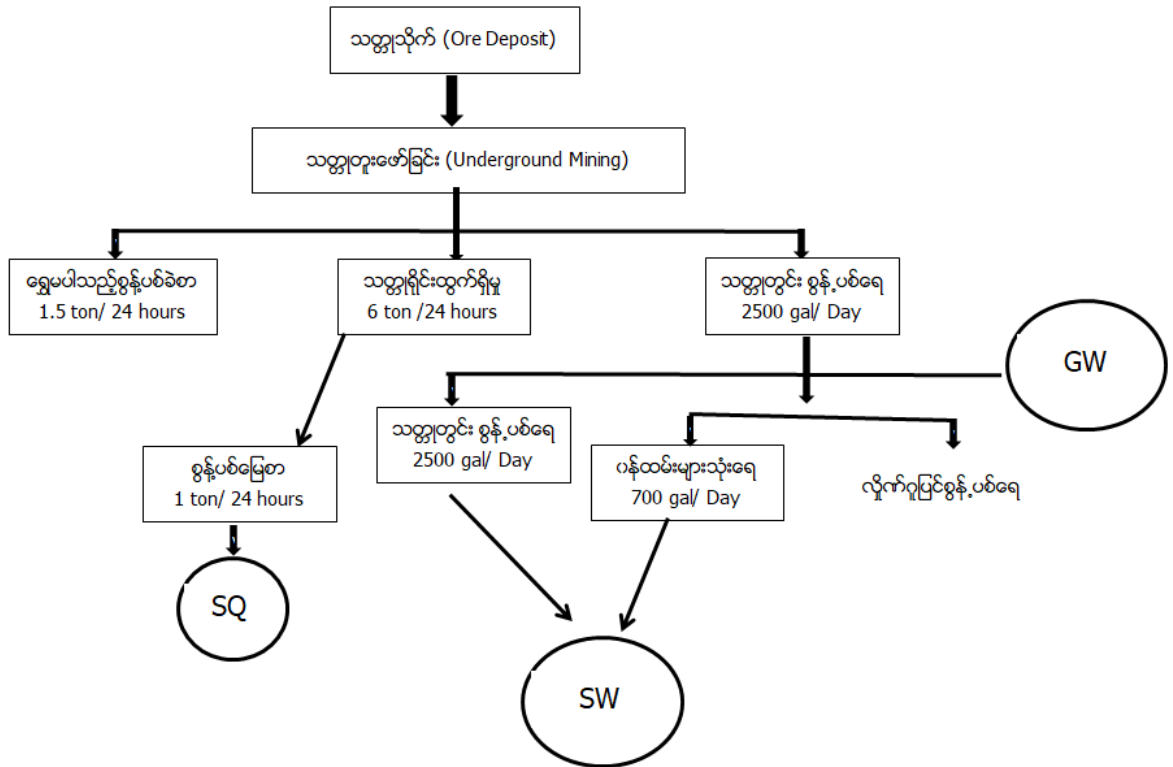 သတ္တုသိုက် (Ore Deposit)
သတ္တုတူးဖော်ခြင်း (Underground Mining)
ရွှေမပါသည့်စွန့်ပစ်ခဲစာ
1.5 ton/ 24 hours
သတ္တုရိုင်းထွက်ရှိမှု
6 ton /24 hours
သတ္တုတွင်း စွန့်ပစ်ရေ
2500 gal/ Day
GW
သတ္တုတွင်း စွန့်ပစ်ရေ
2500 gal/ Day
ဝန်ထမ်းများသုံးရေ
700 gal/ Day
လှိုဏ်ဂူပြင်စွန့်ပစ်ရေ
စွန့်ပစ်မြေစာ
1 ton/ 24 hours
SQ
SW